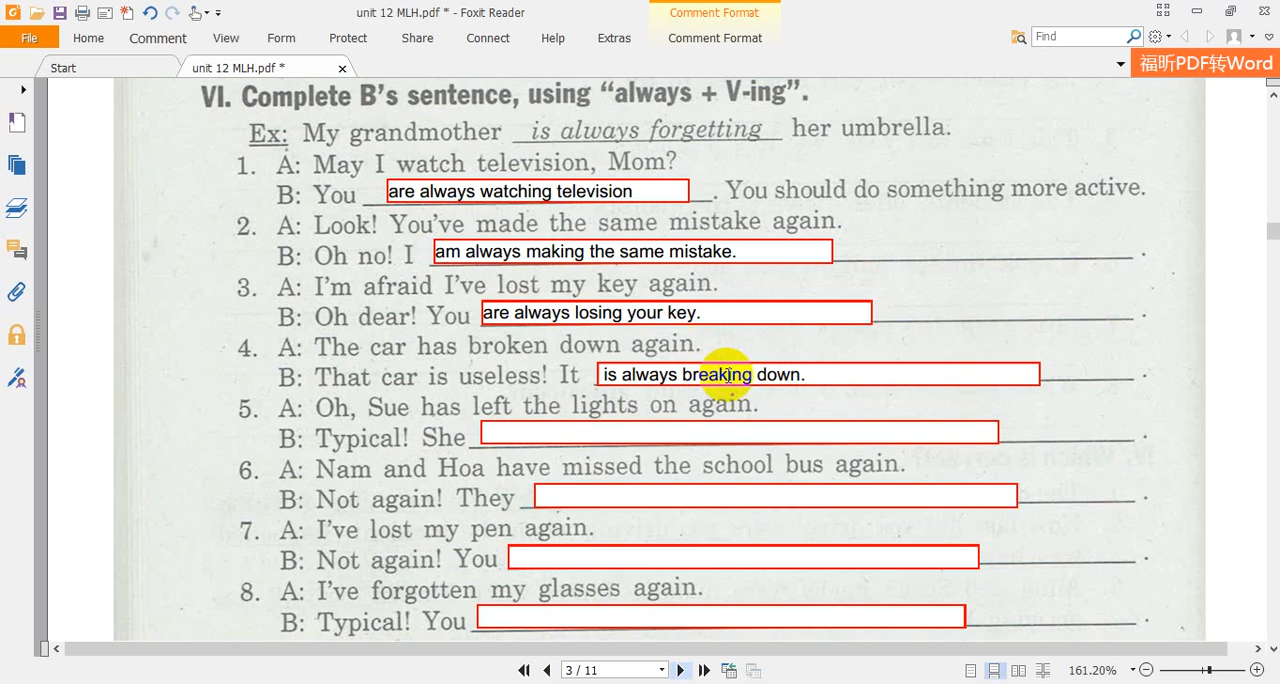 unit 12 MLH.pdf * - Foxit Reader
Comment Format
File Home Comment View Form Protect Share Connect Help Extras Comment Format Find
Start unit 12 MLH.pdf *
福昕PDF转Word
VI. Complete B's sentence, using “always + V-ing”.
Ex: My grandmother is always forgetting her umbrella.
1. A: May I watch television, Mom?
B: You are always watching television. You should do something more active.
2. A: Look! You've made the same mistake again.
B: Oh no! I am always making the same mistake. .
3. A: I'm afraid I've lost my key again.
B: Oh dear! You are always losing your key. .
4. A: The car has broken down again.
B: That car is useless! It is always breaking down. .
5. A: Oh, Sue has left the lights on again.
B: Typical! She .
6. A: Nam and Hoa have missed the school bus again.
B: Not again! They .
7. A: I've lost my pen again.
B: Not again! You .
8. A: I've forgotten my glasses again.
B: Typical! You .
3 / 11
161.20%